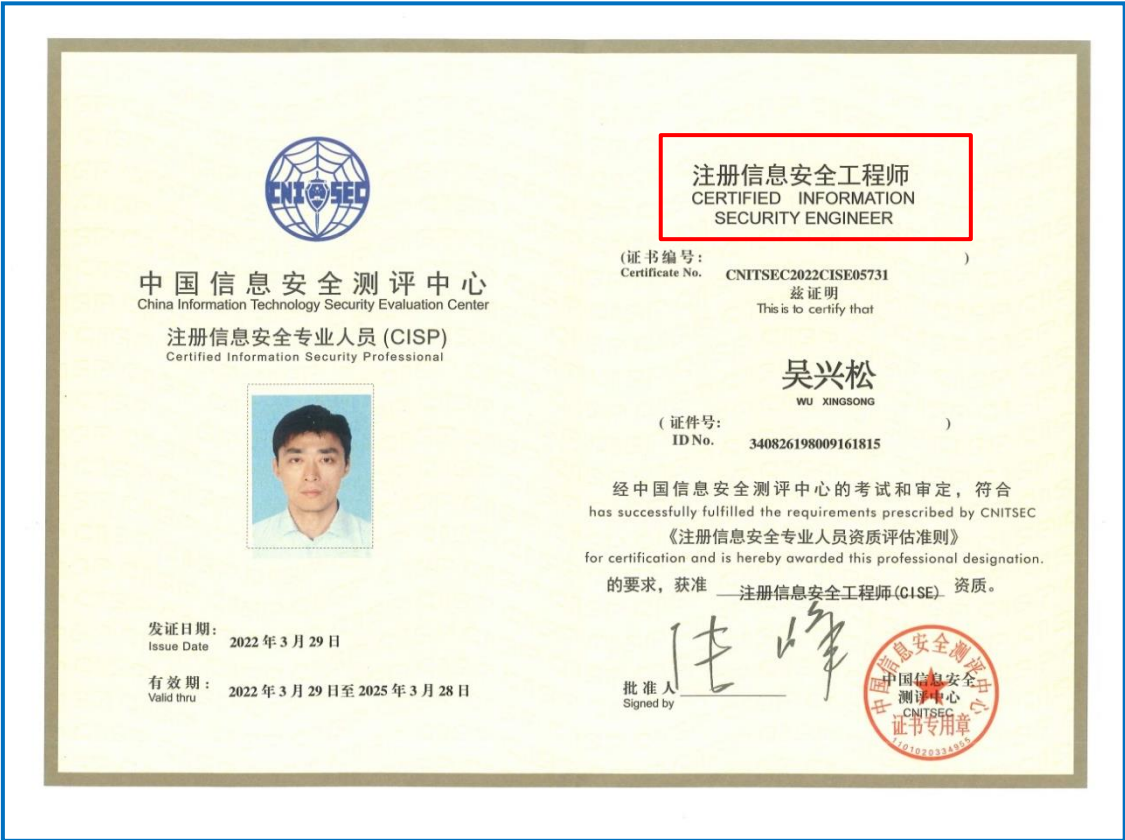 CNITSEC
中国信息安全测评中心
China Information Technology Security Evaluation Center
注册信息安全专业人员 (CISP)
Certified Information Security Professional
发证日期:
Issue Date
2022 年 3 月 29 日
有效期:
Valid thru
2022 年 3 月 29 日至 2025 年 3 月 28 日
注册信息安全工程师
CERTIFIED INFORMATION
SECURITY ENGINEER
(证书编号: )
Certificate No. CNITSEC2022CISE05731
兹证明
This is to certify that
吴兴松
WU XINGSONG
(证件号: )
ID No. 340826198009161815
经中国信息安全测评中心的考试和审定，符合
has successfully fulfilled the requirements prescribed by CNITSEC
《注册信息安全专业人员资质评估准则》
for certification and is hereby awarded this professional designation.
的要求，获准 注册信息安全工程师(CISE) 资质。
批准人
Signed by
中国信息安全测评中心
中国信息安全
测评中心
CNITSEC
证书专用章
1101020334955